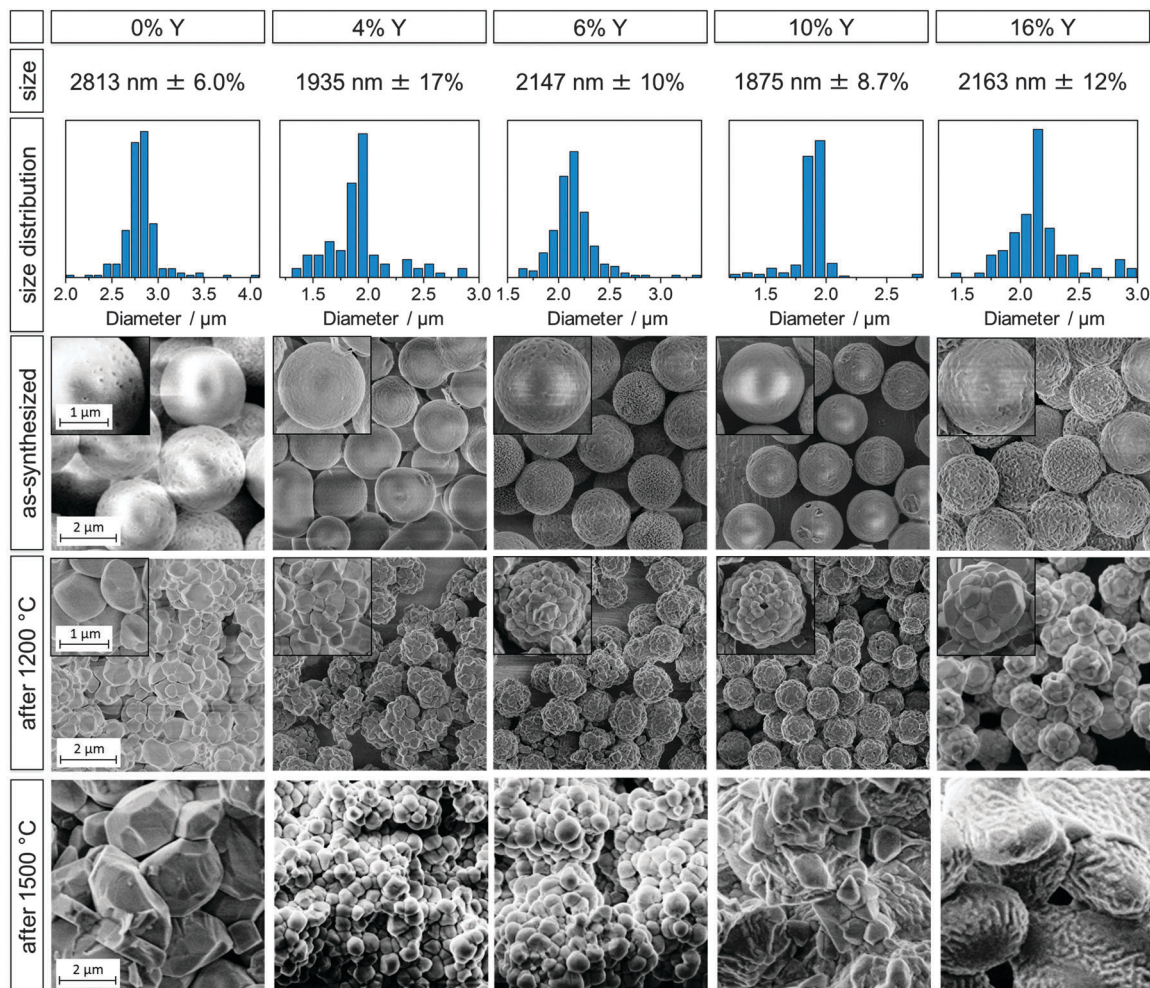 0% Y
4% Y
6% Y
10% Y
16% Y
size
2813 nm ± 6.0%
1935 nm ± 17%
2147 nm ± 10%
1875 nm ± 8.7%
2163 nm ± 12%
size distribution
2.0 2.5 3.0 3.5 4.0
1.5 2.0 2.5 3.0
1.5 2.0 2.5 3.0
1.5 2.0 2.5
1.5 2.0 2.5 3.0
Diameter / µm
Diameter / µm
Diameter / µm
Diameter / µm
Diameter / µm
as-synthesized
1 µm
2 µm
after 1200 °C
1 µm
2 µm
after 1500 °C
2 µm